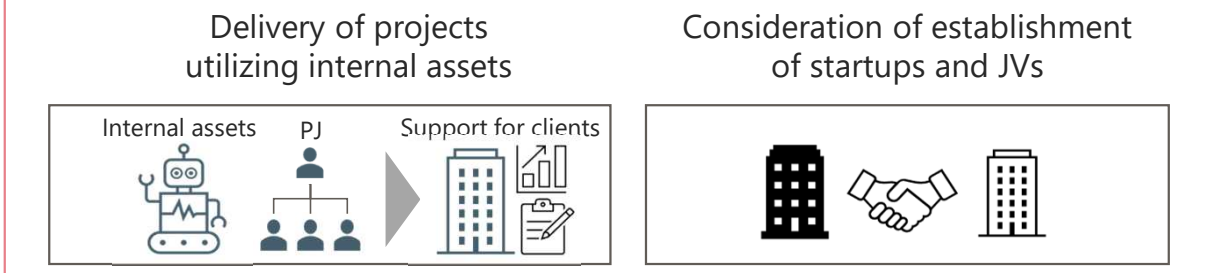 Delivery of projects
utilizing internal assets
Consideration of establishment
of startups and JVs
Internal assets
PJ
Support for clients